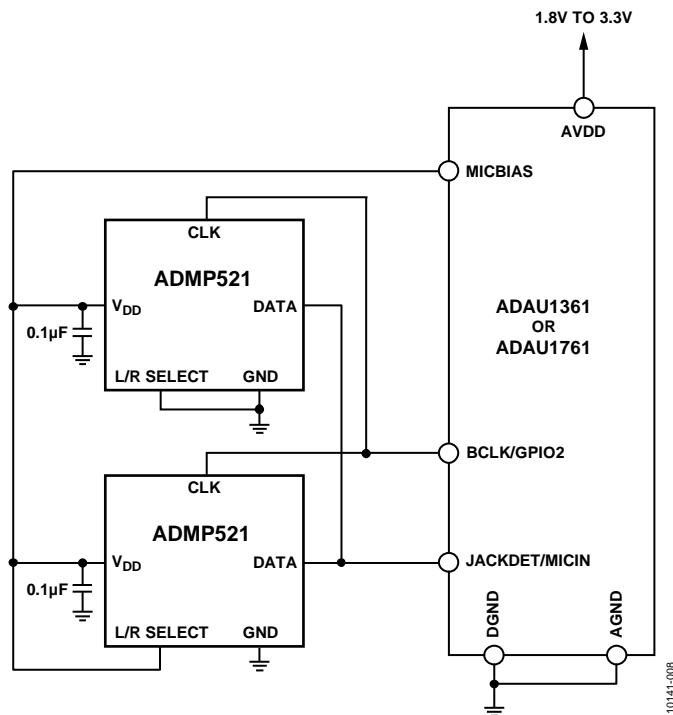 1.8V TO 3.3V
AVDD
MICBIAS
CLK
ADMP521
VDD
DATA
0.1µF
L/R SELECT
GND
ADAU1361
OR
ADAU1761
BCLK/GPIO2
CLK
ADMP521
VDD
DATA
JACKDET/MICIN
0.1µF
L/R SELECT
GND
DGND
AGND
10141-008